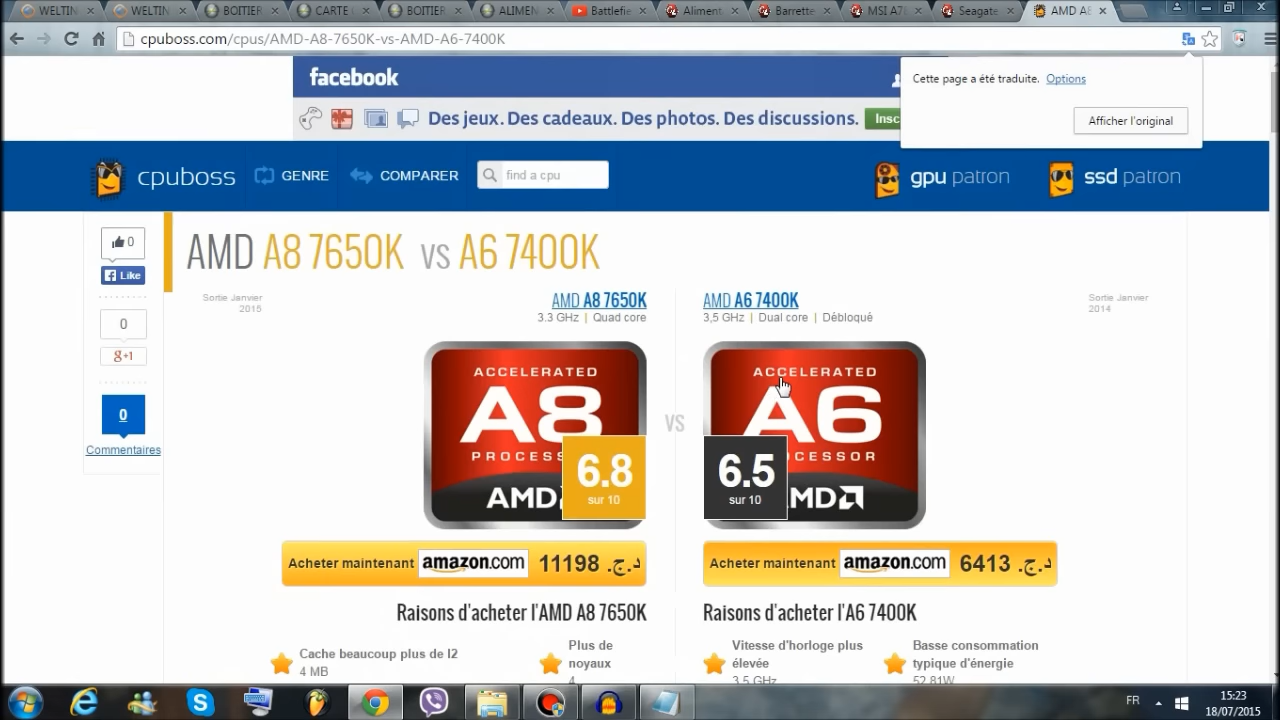 WELTIN
WELTIN
BOITIER
CARTE
BOITIER
ALIMEN
Battlefie
Aliment
Barrette
MSI A7
Seagate
AMD A8
cpuboss.com/cpus/AMD-A8-7650K-vs-AMD-A6-7400K
Cette page a été traduite. Options
Afficher l'original
facebook
Des jeux. Des cadeaux. Des photos. Des discussions.
Insc
cpuboss
GENRE
COMPARER
find a cpu
gpu patron
ssd patron
0
Like
0
g+1
0
Commentaires
AMD A8 7650K VS A6 7400K
Sortie Janvier
2015
AMD A8 7650K
3.3 GHz | Quad core
AMD A6 7400K
3,5 GHz | Dual core | Débloqué
Sortie Janvier
2014
ACCELERATED
A8
PROCESS
AMD
6.8
sur 10
VS
ACCELERATED
A6
PROCESSOR
AMD
6.5
sur 10
Acheter maintenant amazon.com 11198 د.ج.
Acheter maintenant amazon.com 6413 د.ج.
Raisons d'acheter l'AMD A8 7650K
Raisons d'acheter l'A6 7400K
Cache beaucoup plus de l2
4 MB
Plus de
noyaux
4
Vitesse d'horloge plus
élevée
3.5 GHz
Basse consommation
typique d'énergie
52.81W
FR
15:23
18/07/2015